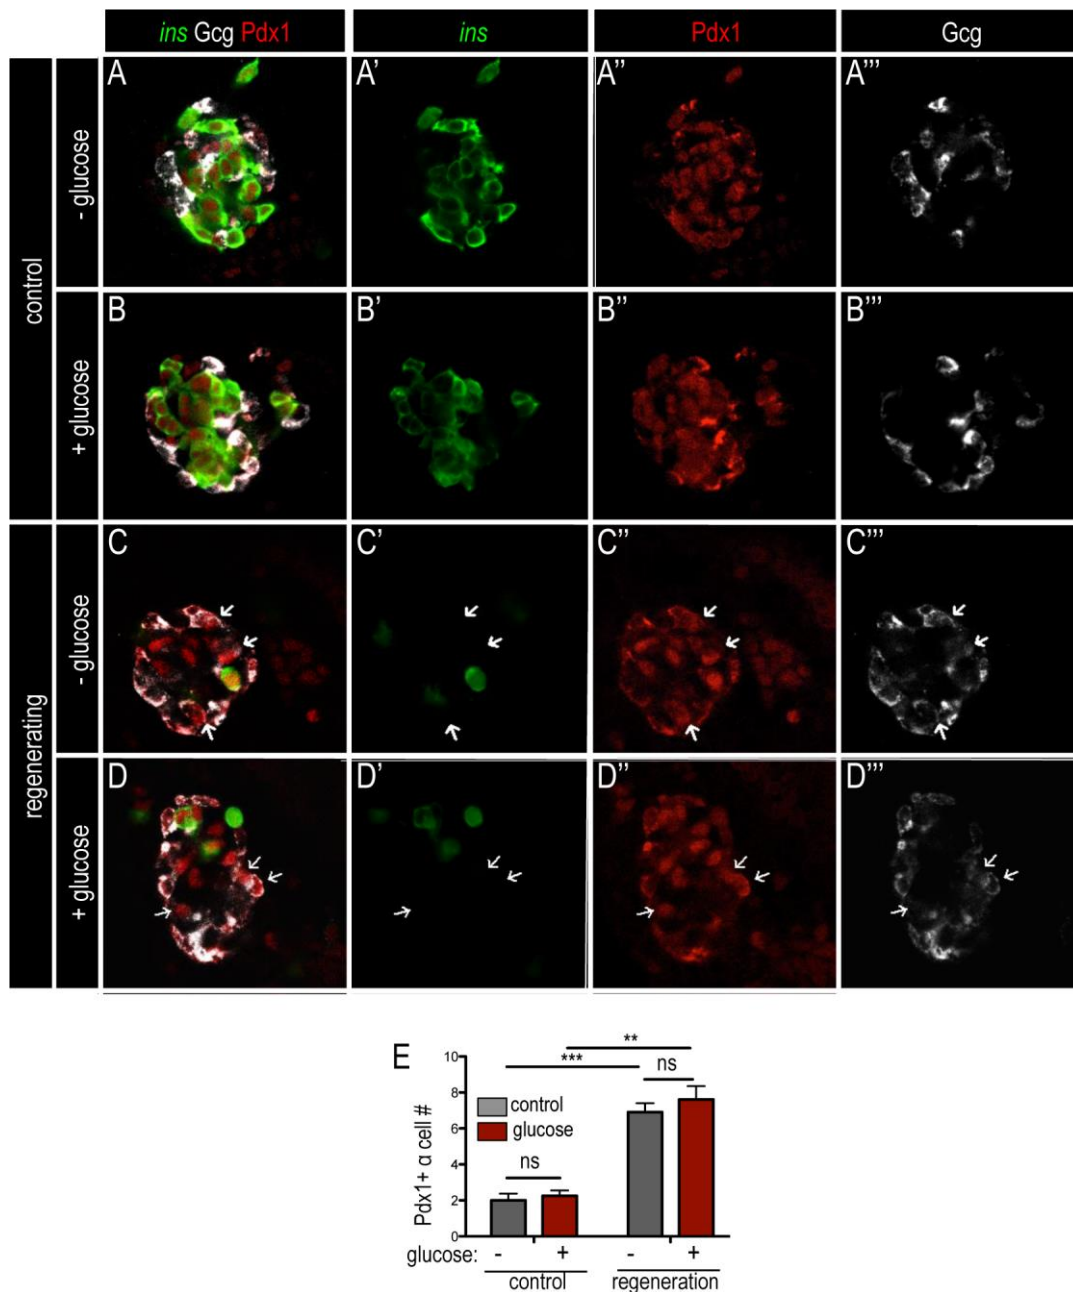 ins Gcg Pdx1 ins Pdx1 Gcg
control
- glucose
A A' A'' A'''
+ glucose
B B' B'' B'''
regenerating
- glucose
C C' C'' C'''
+ glucose
D D' D'' D'''
E
**
***
ns
ns
control
glucose
Pdx1+ α cell #
10
8
6
4
2
0
glucose: - + - +
control regeneration